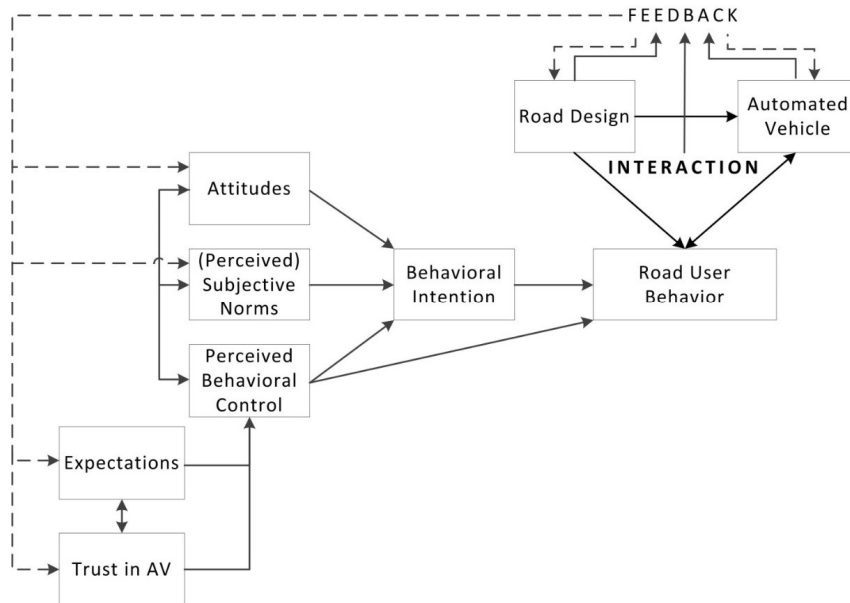 FEEDBACK
Road Design
Automated
Vehicle
INTERACTION
Attitudes
(Perceived)
Subjective
Norms
Behavioral
Intention
Road User
Behavior
Perceived
Behavioral
Control
Expectations
Trust in AV